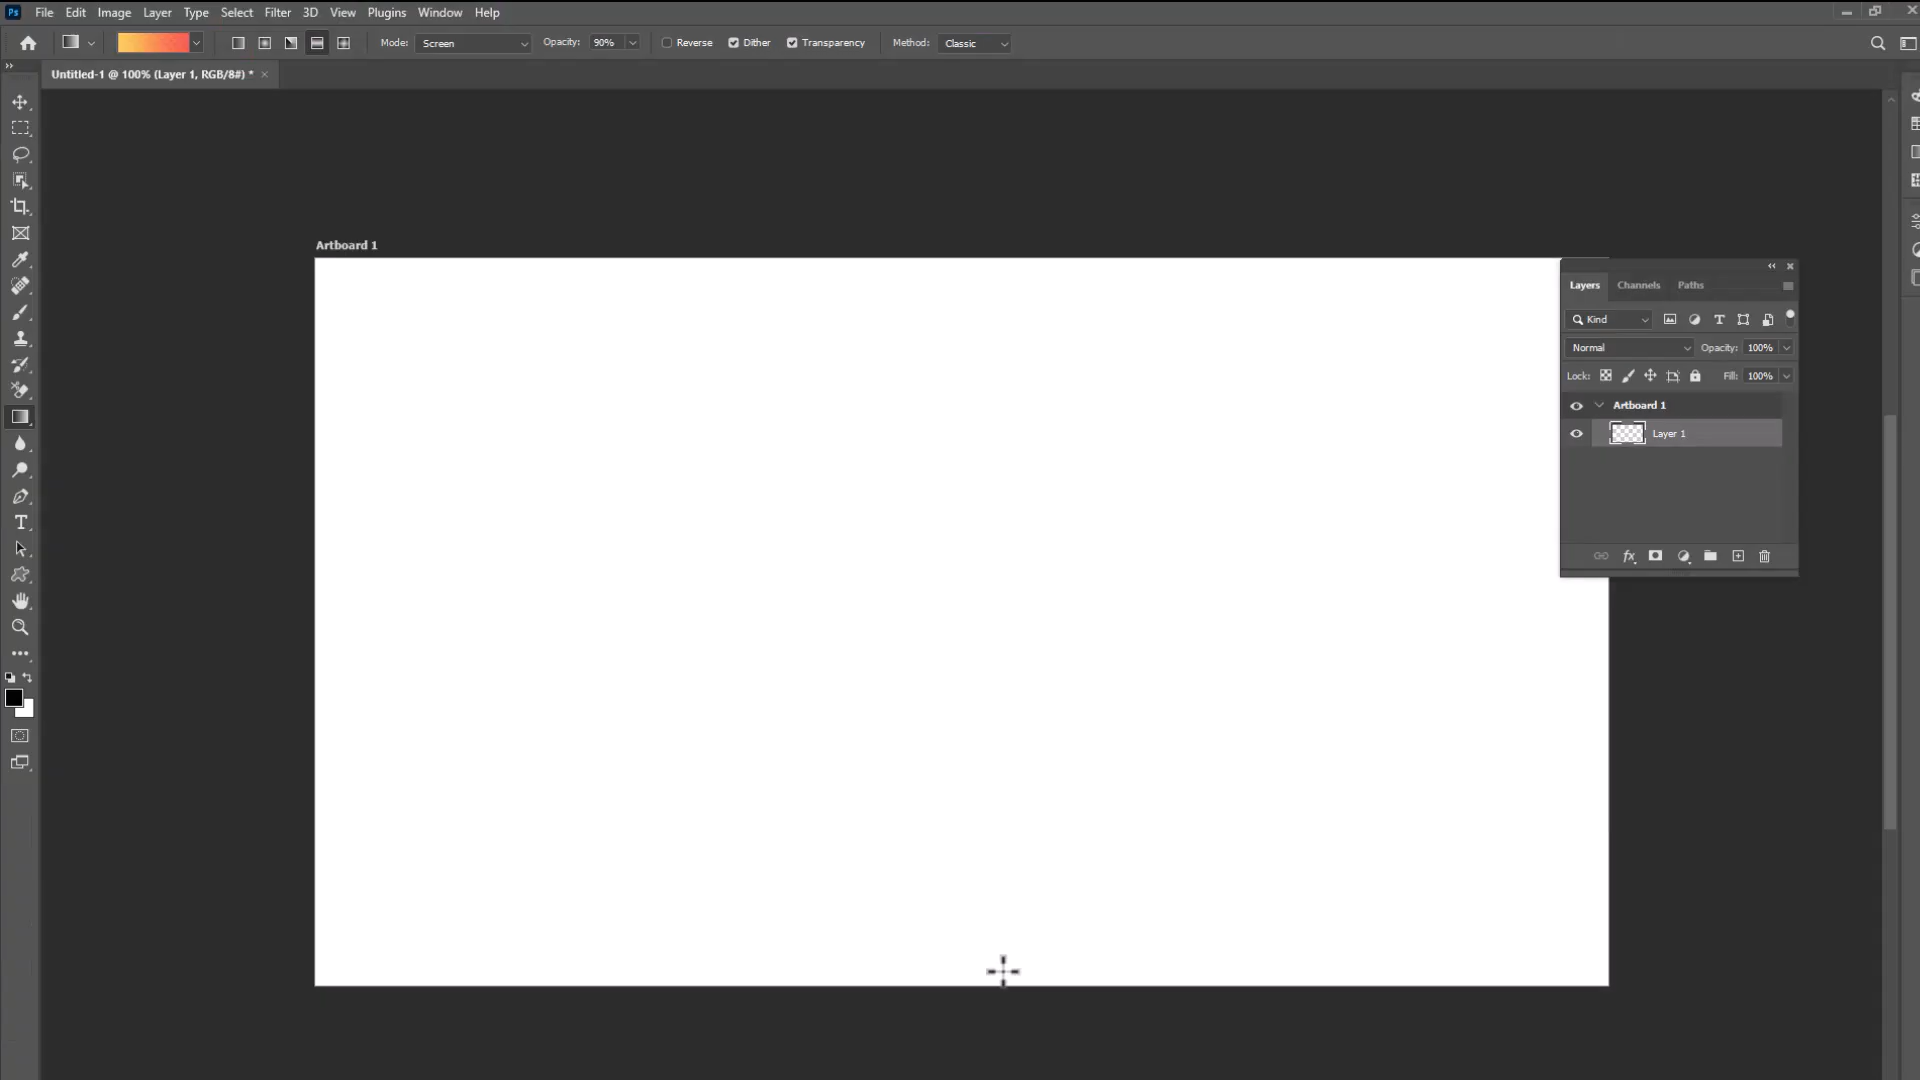 Ps File Edit Image Layer Type Select Filter 3D View Plugins Window Help
Mode: Screen Opacity: 90% Reverse Dither Transparency Method: Classic
Untitled-1 @ 100% (Layer 1, RGB/8#) *
Artboard 1
Layers Channels Paths
Kind
Normal Opacity: 100%
Lock: Fill: 100%
Artboard 1
Layer 1
fx